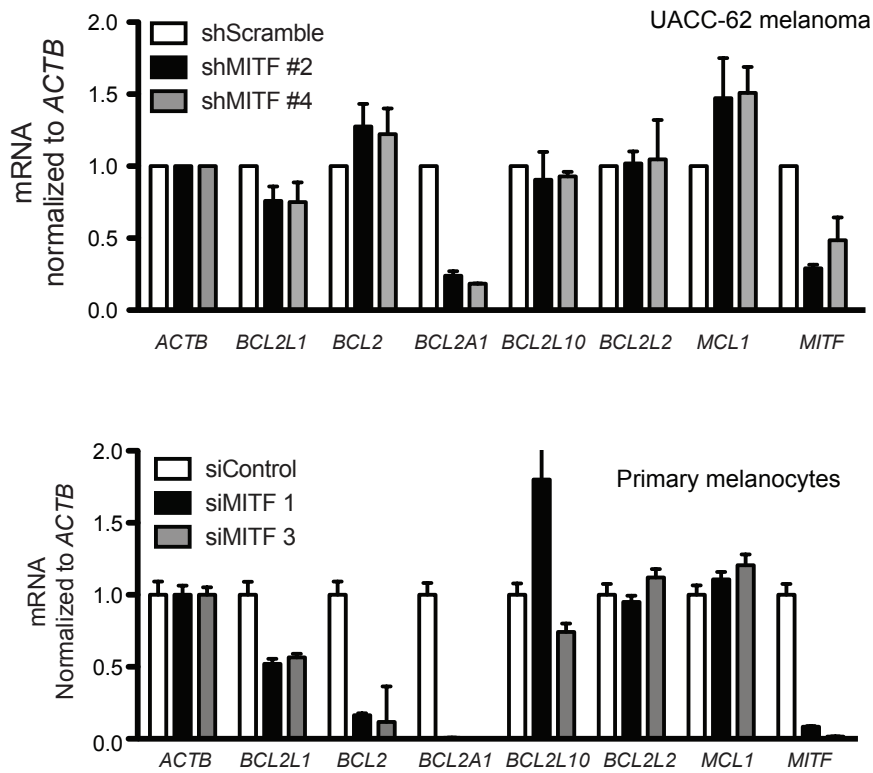 UACC-62 melanoma
mRNA
normalized to ACTB
2.0
1.5
1.0
0.5
0.0
shScramble
shMITF #2
shMITF #4
ACTB BCL2L1 BCL2 BCL2A1 BCL2L10 BCL2L2 MCL1 MITF
Primary melanocytes
mRNA
Normalized to ACTB
2.0
1.5
1.0
0.5
0.0
siControl
siMITF 1
siMITF 3
ACTB BCL2L1 BCL2 BCL2A1 BCL2L10 BCL2L2 MCL1 MITF